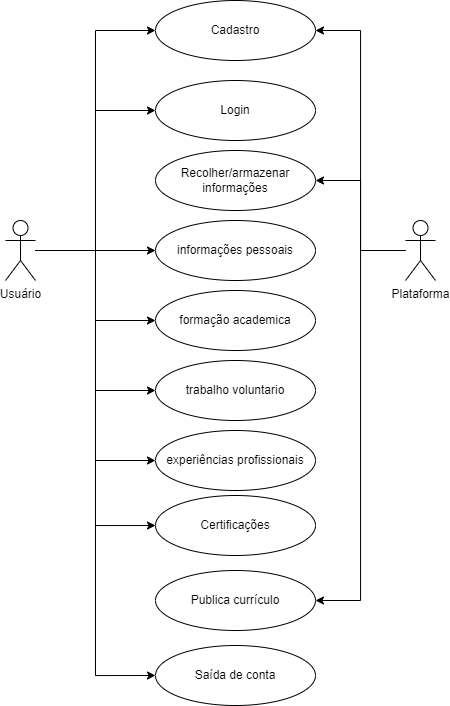 Cadastro
Login
Recolher/armazenar
informações
informações pessoais
Usuário
Plataforma
formação academica
trabalho voluntario
experiências profissionais
Certificações
Publica currículo
Saída de conta